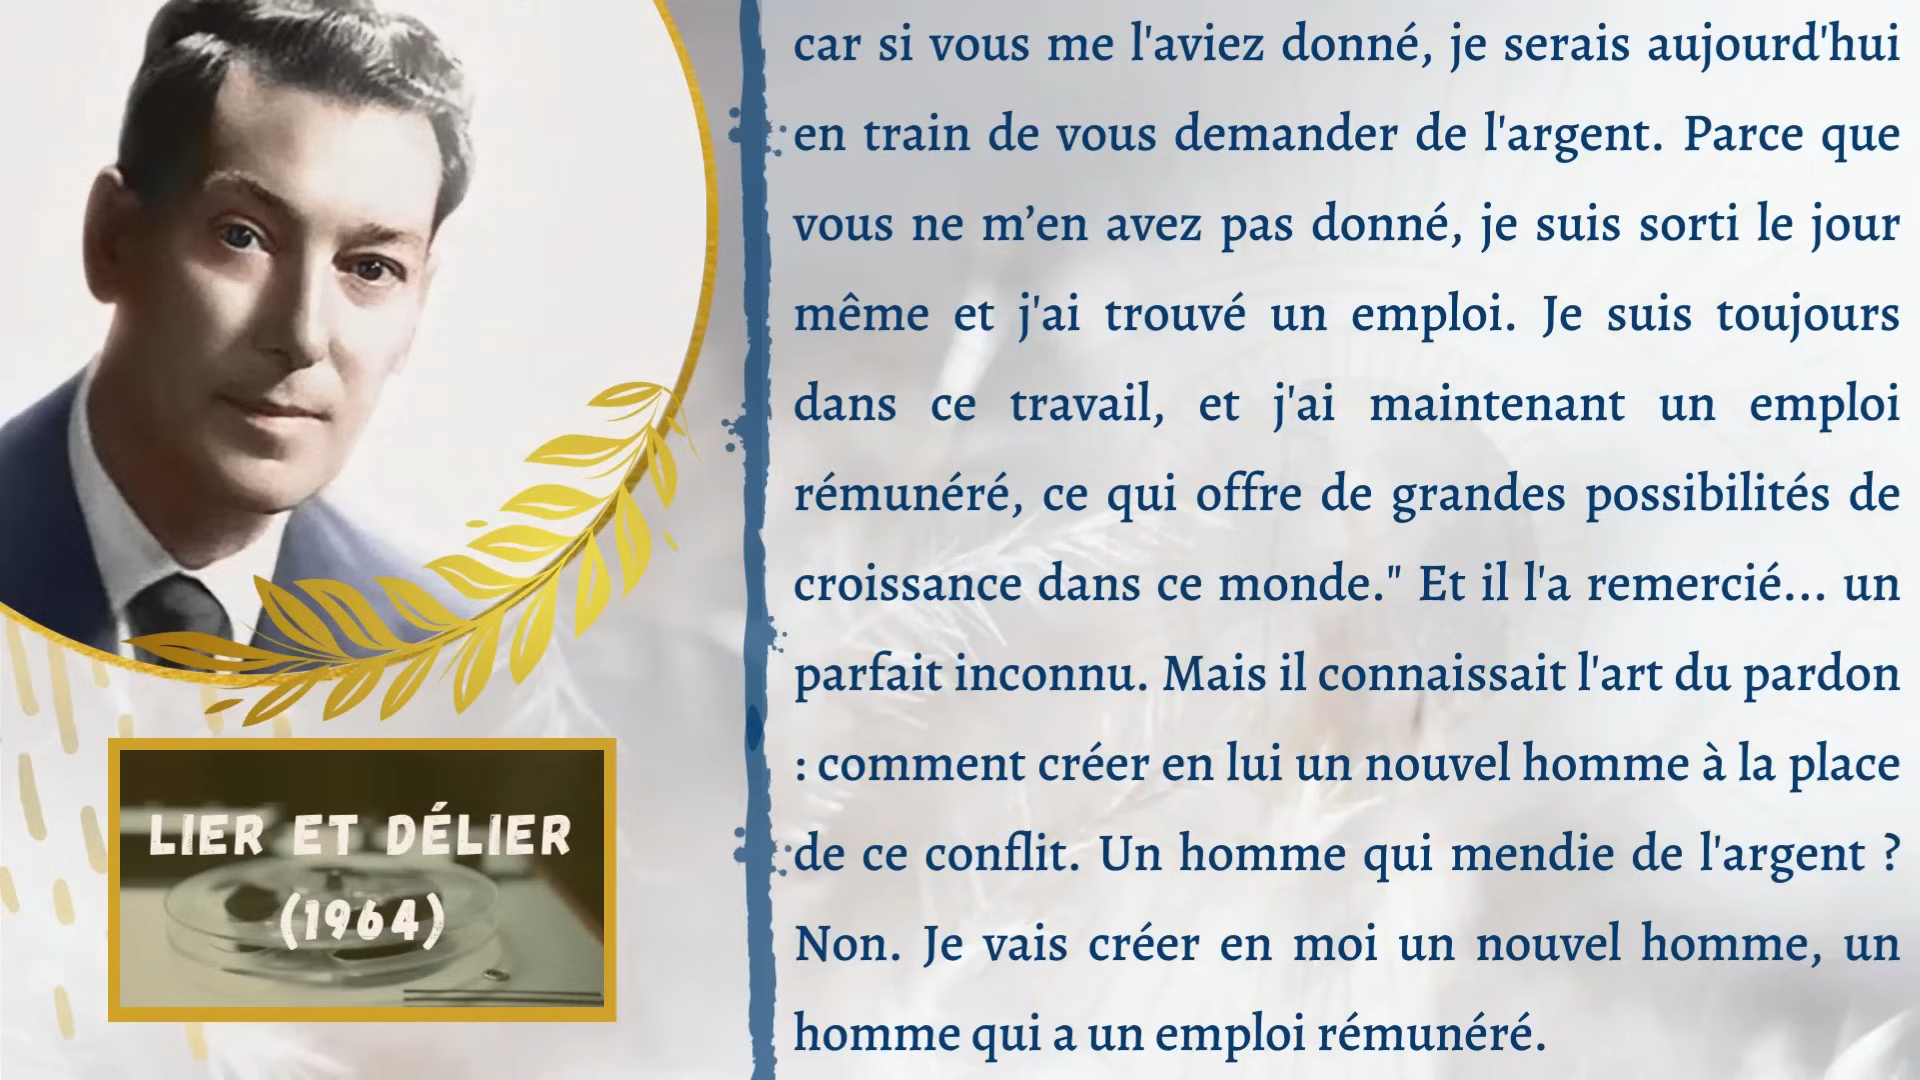 car si vous me l'aviez donné, je serais aujourd'hui
en train de vous demander de l'argent. Parce que
vous ne m’en avez pas donné, je suis sorti le jour
même et j'ai trouvé un emploi. Je suis toujours
dans ce travail, et j'ai maintenant un emploi
rémunéré, ce qui offre de grandes possibilités de
croissance dans ce monde." Et il l'a remercié... un
parfait inconnu. Mais il connaissait l'art du pardon
: comment créer en lui un nouvel homme à la place
de ce conflit. Un homme qui mendie de l'argent ?
Non. Je vais créer en moi un nouvel homme, un
homme qui a un emploi rémunéré.
LIER ET DÉLIER
(1964)